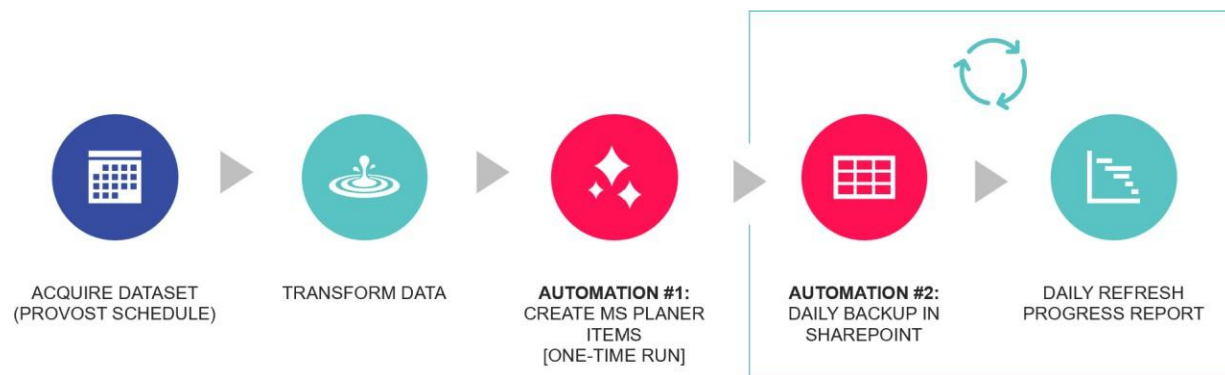 ACQUIRE DATASET
(PROVOST SCHEDULE)
TRANSFORM DATA
AUTOMATION #1:
CREATE MS PLANER
ITEMS
[ONE-TIME RUN]
AUTOMATION #2:
DAILY BACKUP IN
SHAREPOINT
DAILY REFRESH
PROGRESS REPORT